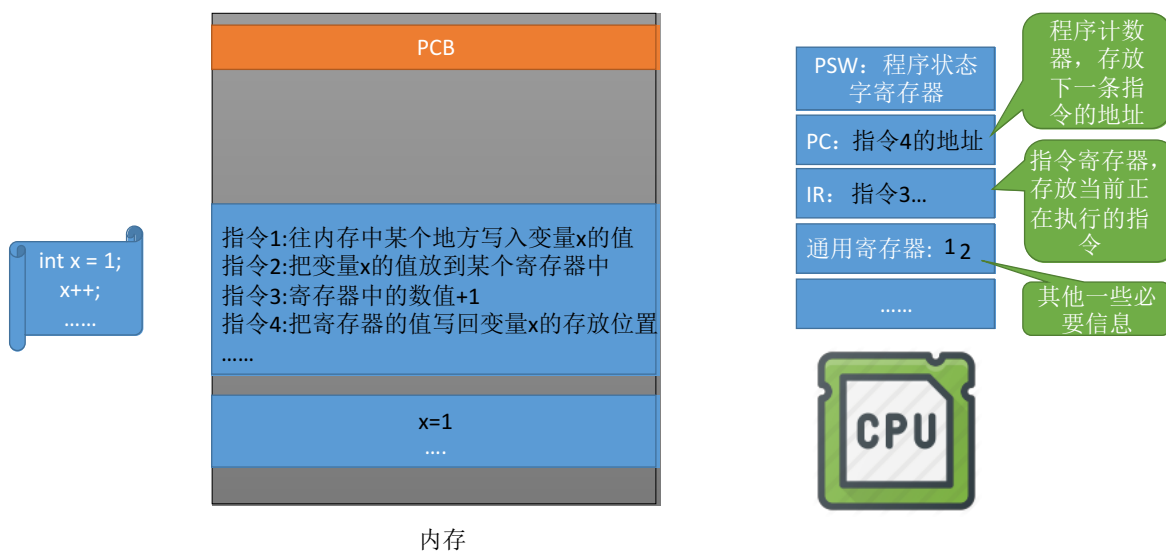 int x = 1;
x++;
……
PCB
指令1:往内存中某个地方写入变量x的值
指令2:把变量x的值放到某个寄存器中
指令3:寄存器中的数值+1
指令4:把寄存器的值写回变量x的存放位置
……
x=1
….
内存
PSW：程序状态
字寄存器
PC：指令4的地址
IR：指令3…
通用寄存器: 1 2
……
程序计数
器，存放
下一条指
令的地址
指令寄存器，
存放当前正
在执行的指
令
其他一些必
要信息
CPU